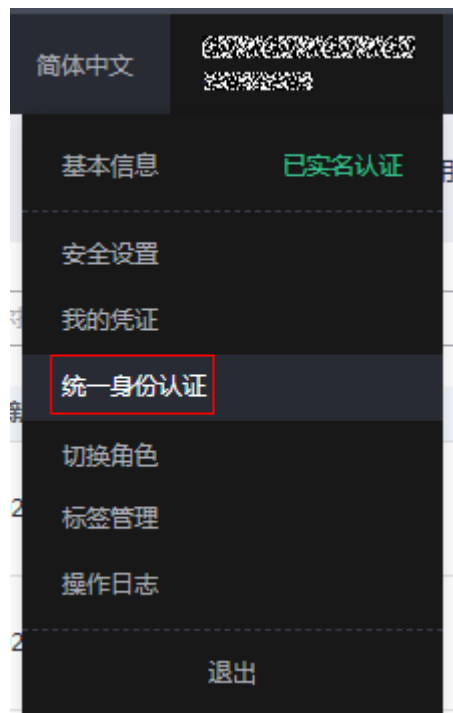 简体中文
基本信息 已实名认证
安全设置
我的凭证
统一身份认证
切换角色
标签管理
操作日志
退出